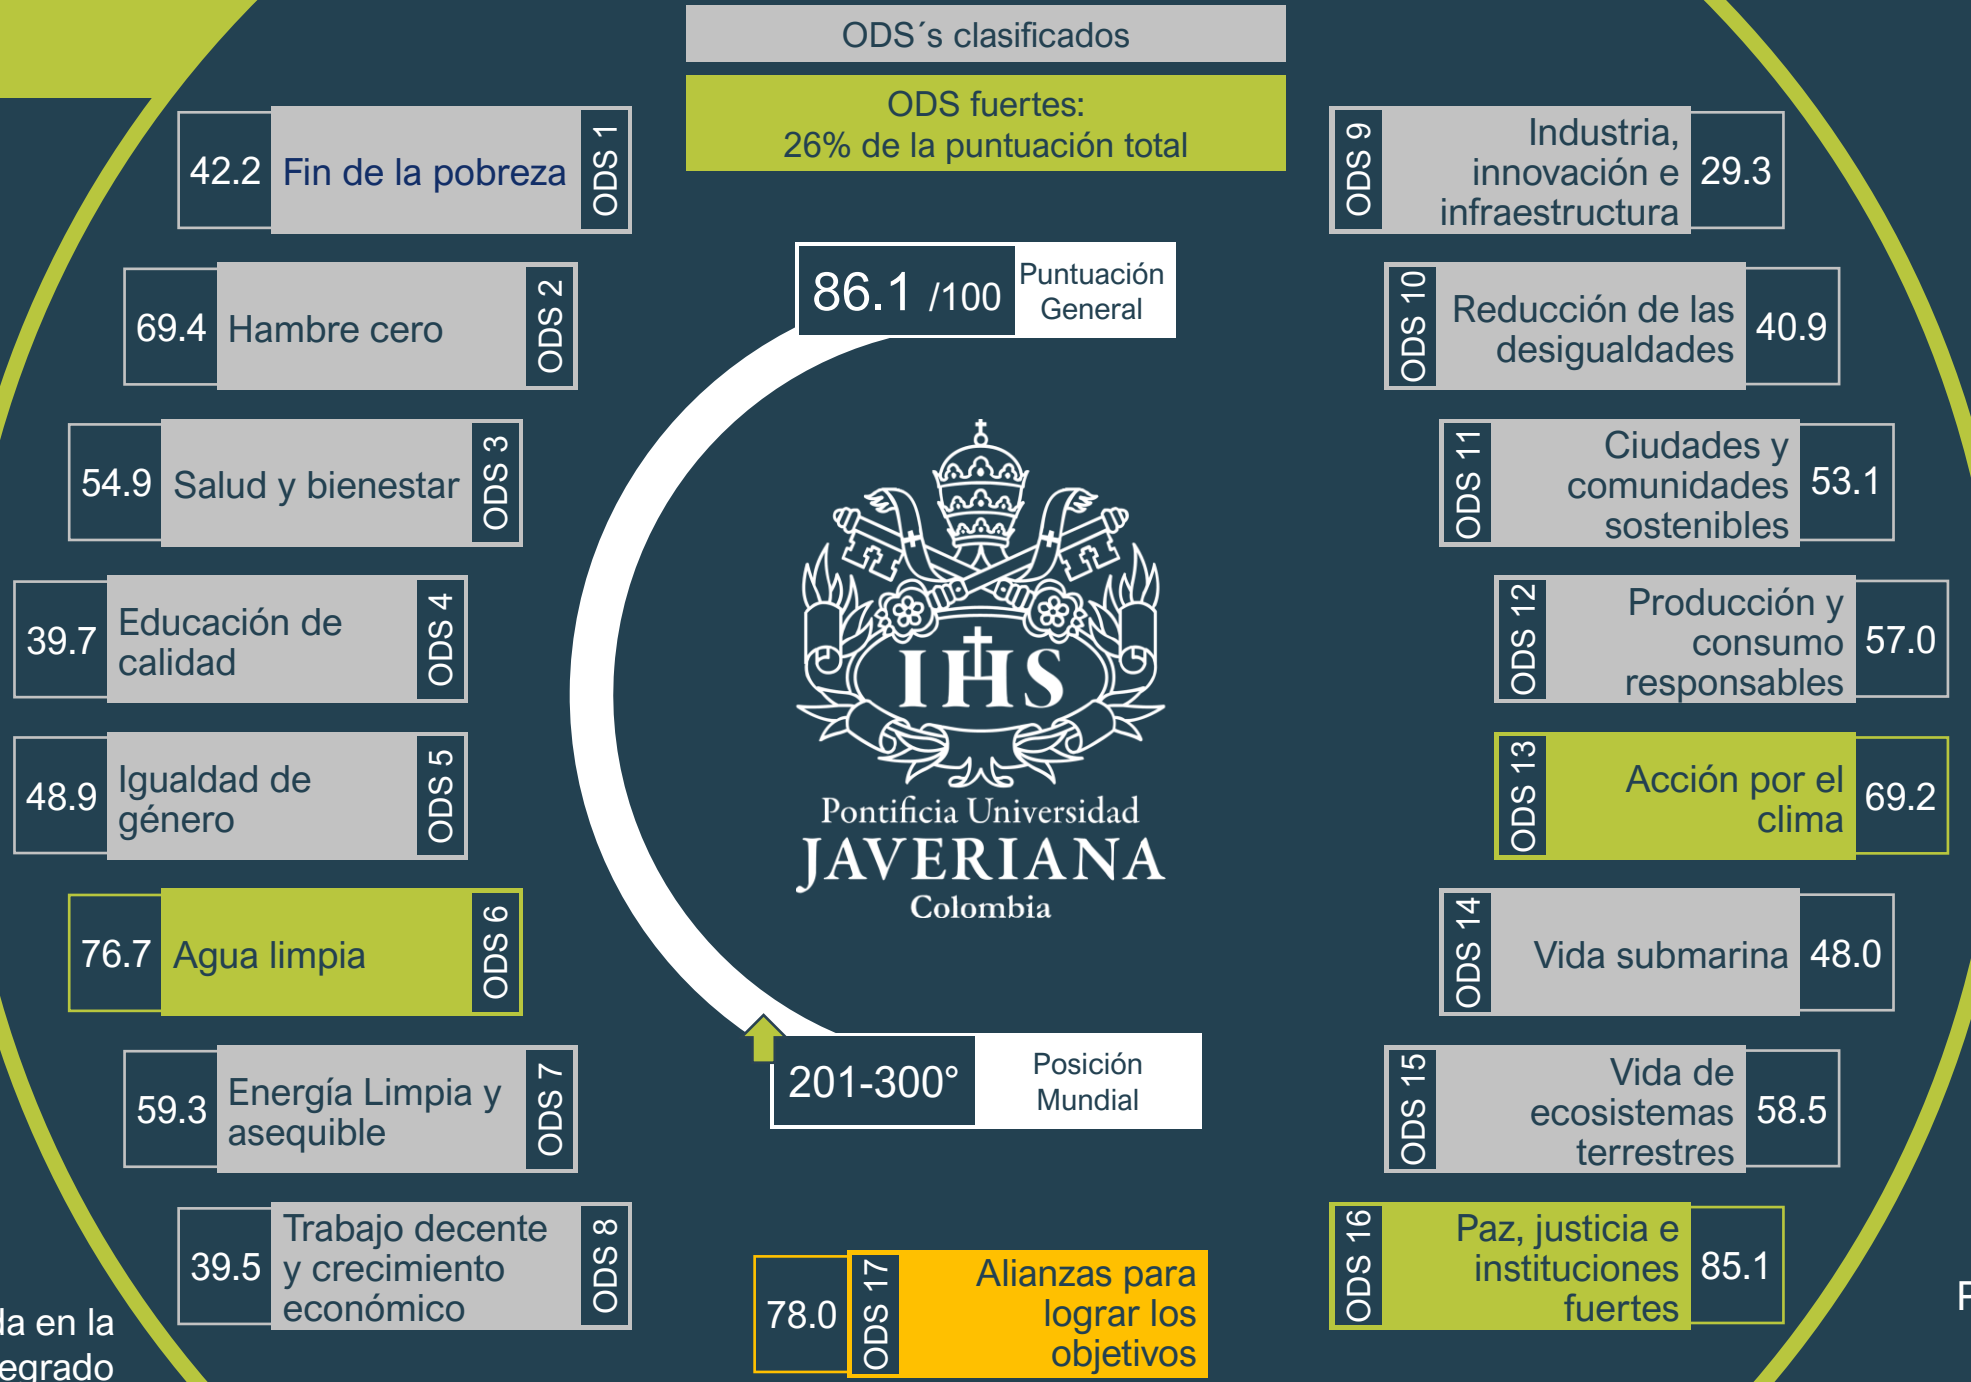 ODS´s clasificados
ODS fuertes:
26% de la puntuación total
42.2
Fin de la pobreza
ODS 1
69.4
Hambre cero
ODS 2
54.9
Salud y bienestar
ODS 3
39.7
Educación de
calidad
ODS 4
48.9
Igualdad de
género
ODS 5
76.7
Agua limpia
ODS 6
59.3
Energía Limpia y
asequible
ODS 7
39.5
Trabajo decente
y crecimiento
económico
ODS 8
86.1 /100
Puntuación
General
IHS
Pontificia Universidad
JAVERIANA
Colombia
201-300°
Posición
Mundial
78.0
ODS 17
Alianzas para
lograr los
objetivos
ODS 9
Industria,
innovación e
infraestructura
29.3
ODS 10
Reducción de las
desigualdades
40.9
ODS 11
Ciudades y
comunidades
sostenibles
53.1
ODS 12
Producción y
consumo
responsables
57.0
ODS 13
Acción por el
clima
69.2
ODS 14
Vida submarina
48.0
ODS 15
Vida de
ecosistemas
terrestres
58.5
ODS 16
Paz, justicia e
instituciones
fuertes
85.1
en la